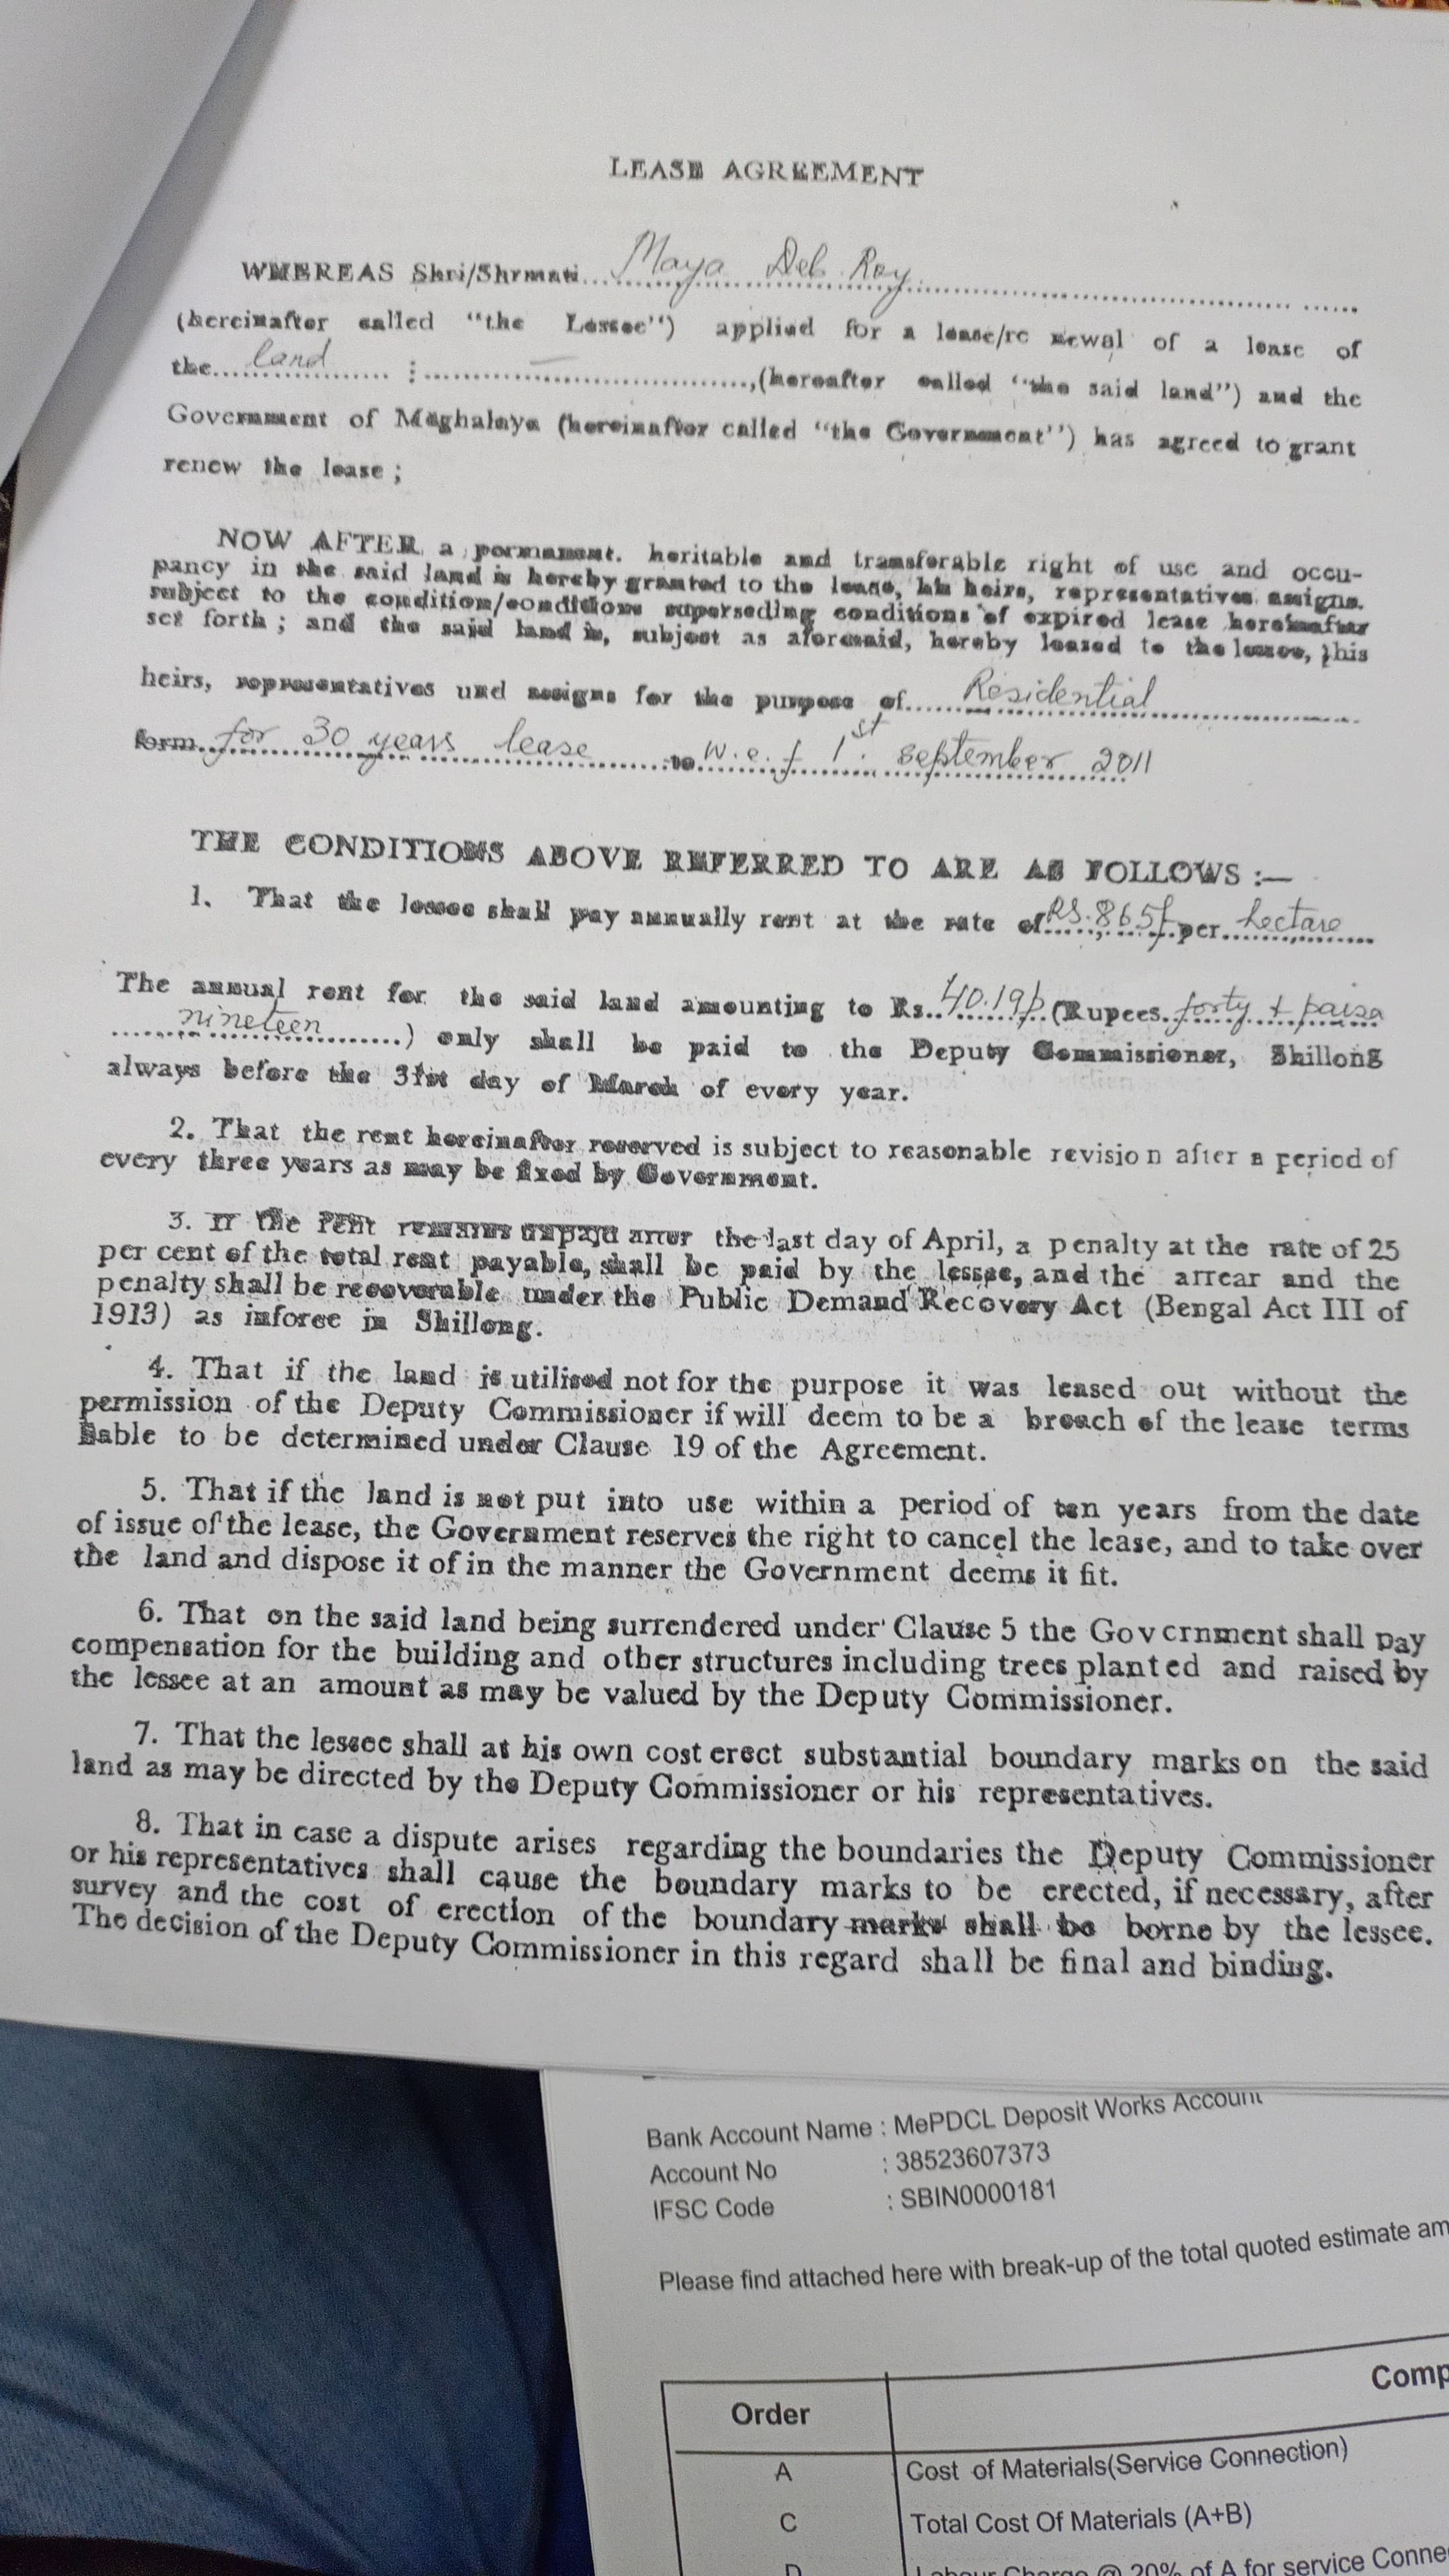 LEASE AGREEMENT
WHEREAS Shri/Shrmati...Maya Deb Roy......
(hereinafter called "the Lessee") applied for a lease/re newal of a lease of
the....land.... :....—....,(hereafter called "the said land") and the
Government of Maghalaya (hereinafter called "the Government") has agreed to grant
renew the lease ;
NOW AFTER a permanent. heritable and transferable right of use and occu-
pancy in the said land is hereby granted to the lease, his heirs, representatives assigns.
subject to the condition/conditions superseding conditions of expired lease hereinafter
set forth ; and the said land is, subject as aforesaid, hereby leased to the lessee, his
heirs, representatives und assigns for the purpose of....Residential....
form..for 30 years lease......to..w.e.f 1st. september 2011
THE CONDITIONS ABOVE REFERRED TO ARE AS FOLLOWS :—
1. That the lessee shall pay annually rent at the rate of..Rs.865/..per..hectare....
The annual rent for the said land amounting to Rs..40.19p..(Rupees..forty + paisa
....nineteen....) only shall be paid to the Deputy Commissioner, Shillong
always before the 31st day of March of every year.
2. That the rent hereinafter reserved is subject to reasonable revision after a period of
every three years as may be fixed by Government.
3. If the rent remains unpaid after the last day of April, a penalty at the rate of 25
per cent of the total rent payable, shall be paid by the lessee, and the arrear and the
penalty shall be recoverable under the Public Demand Recovery Act (Bengal Act III of
1913) as inforce in Shillong.
4. That if the land is utilised not for the purpose it was leased out without the
permission of the Deputy Commissioner if will deem to be a breach of the lease terms
liable to be determined under Clause 19 of the Agreement.
5. That if the land is not put into use within a period of ten years from the date
of issue of the lease, the Government reserves the right to cancel the lease, and to take over
the land and dispose it of in the manner the Government deems it fit.
6. That on the said land being surrendered under Clause 5 the Government shall pay
compensation for the building and other structures including trees planted and raised by
the lessee at an amount as may be valued by the Deputy Commissioner.
7. That the lessee shall at his own cost erect substantial boundary marks on the said
land as may be directed by the Deputy Commissioner or his representatives.
8. That in case a dispute arises regarding the boundaries the Deputy Commissioner
or his representatives shall cause the boundary marks to be erected, if necessary, after
survey and the cost of erection of the boundary marks shall be borne by the lessee.
The decision of the Deputy Commissioner in this regard shall be final and binding.
Bank Account Name : MePDCL Deposit Works Account
Account No : 38523607373
IFSC Code : SBIN0000181
Please find attached here with break-up of the total quoted estimate am
Order Comp
A Cost of Materials(Service Connection)
C Total Cost Of Materials (A+B)
D Labour Charge @ 20% of A for service Conne